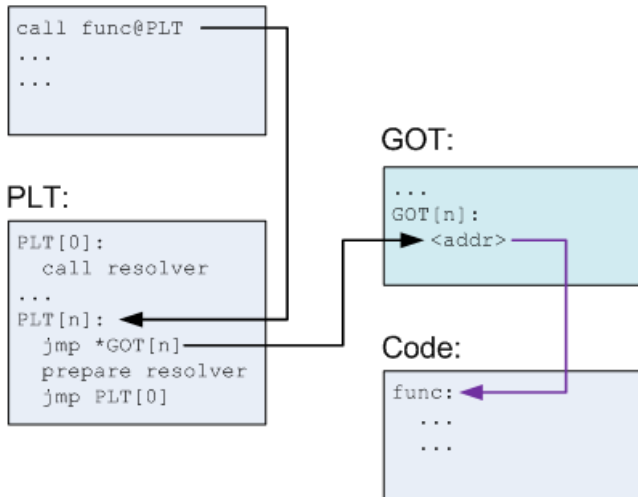 call func@PLT
...
...
PLT:
PLT[0]:
call resolver
...
PLT[n]:
jmp *GOT[n]
prepare resolver
jmp PLT[0]
GOT:
...
GOT[n]:
<addr>
Code:
func:
...
...